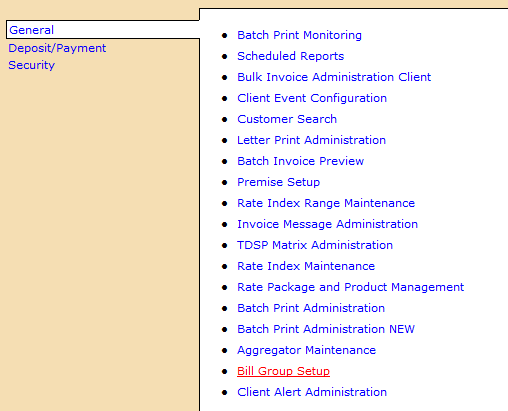 General
Deposit/Payment
Security
Batch Print Monitoring
Scheduled Reports
Bulk Invoice Administration Client
Client Event Configuration
Customer Search
Letter Print Administration
Batch Invoice Preview
Premise Setup
Rate Index Range Maintenance
Invoice Message Administration
TDSP Matrix Administration
Rate Index Maintenance
Rate Package and Product Management
Batch Print Administration
Batch Print Administration NEW
Aggregator Maintenance
Bill Group Setup
Client Alert Administration